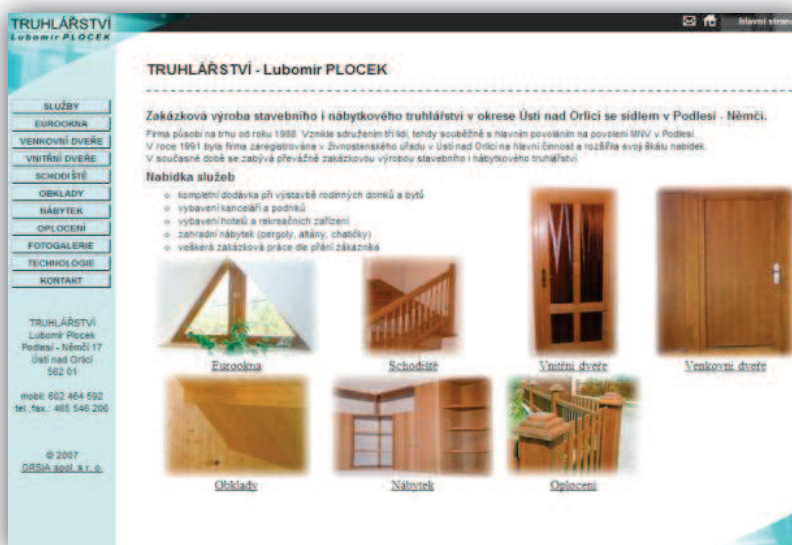 TRUHLÁŘSTVÍ
Lubomír PLOCEK
hlavní stran
TRUHLÁŘSTVÍ - Lubomír PLOCEK
SLUŽBY
EUROOKNA
VENKOVNÍ DVEŘE
VNITŘNÍ DVEŘE
SCHODIŠTĚ
OBKLADY
NÁBYTEK
OPLOCENÍ
FOTOGALERIE
TECHNOLOGIE
KONTAKT
TRUHLÁŘSTVÍ
Lubomír Plocek
Podlesí - Němčí 17
Ústí nad Orlicí
562 01
mobil: 602 464 592
tel.,fax.: 465 546 206
© 2007
ORSIA spol. s r. o.
Zakázková výroba stavebního i nábytkového truhlářství v okrese Ústí nad Orlicí se sídlem v Podlesí - Němčí.
Firma působí na trhu od roku 1988. Vznikla sdružením tří lidí, tehdy souběžně s hlavním povoláním na povolení MNV v Podlesí.
V roce 1991 byla firma zaregistrována v živnostenského úřadu v Ústí nad Orlicí na hlavní činnost a rozšířila svoj škálu nabídek.
V současné době se zabývá převážně zakázkovou výrobou stavebního i nábytkového truhlářství.
Nabídka služeb
kompletní dodávka při výstavbě rodinných domků a bytů
vybavení kanceláří a podniků
vybavení hotelů a rekreačních zařízení
zahradní nábytek (pergoly, altány, chatičky)
veškerá zakázková práce dle přání zákazníka
Eurookna
Schodiště
Vnitřní dveře
Venkovní dveře
Obklady
Nábytek
Oplocení